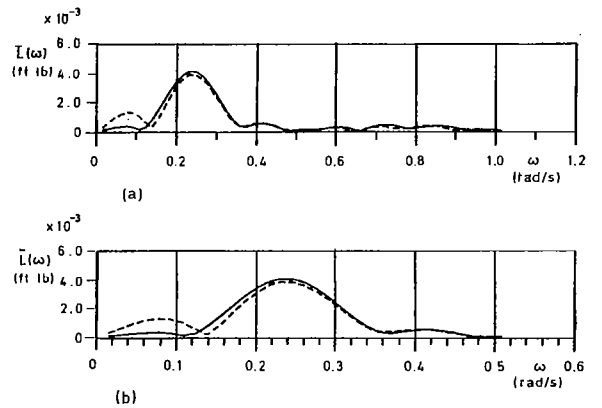 x 10⁻³
L̄(ω)
(ft lb)
6.0
4.0
2.0
0
0 0.2 0.4 0.6 0.8 1.0 ω 1.2
(rad/s)
(a)
x 10⁻³
L̄(ω)
(ft lb)
6.0
4.0
2.0
0
0 0.1 0.2 0.3 0.4 0.5 ω 0.6
(rad/s)
(b)